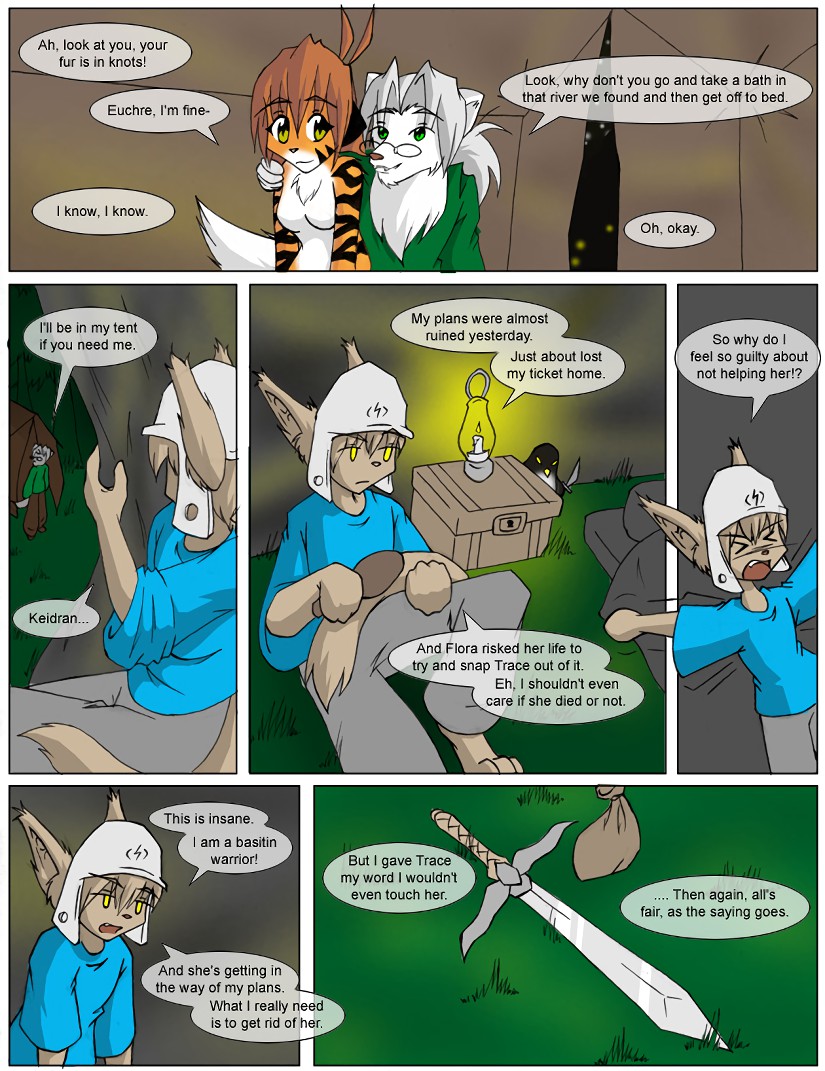 Ah, look at you, your
fur is in knots!
Euchre, I'm fine-
Look, why don't you go and take a bath in
that river we found and then get off to bed.
I know, I know.
Oh, okay.
I'll be in my tent
if you need me.
Keidran...
My plans were almost
ruined yesterday.
Just about lost
my ticket home.
And Flora risked her life to
try and snap Trace out of it.
Eh, I shouldn't even
care if she died or not.
So why do I
feel so guilty about
not helping her!?
This is insane.
I am a basitin
warrior!
And she's getting in
the way of my plans.
What I really need
is to get rid of her.
But I gave Trace
my word I wouldn't
even touch her.
.... Then again, all's
fair, as the saying goes.